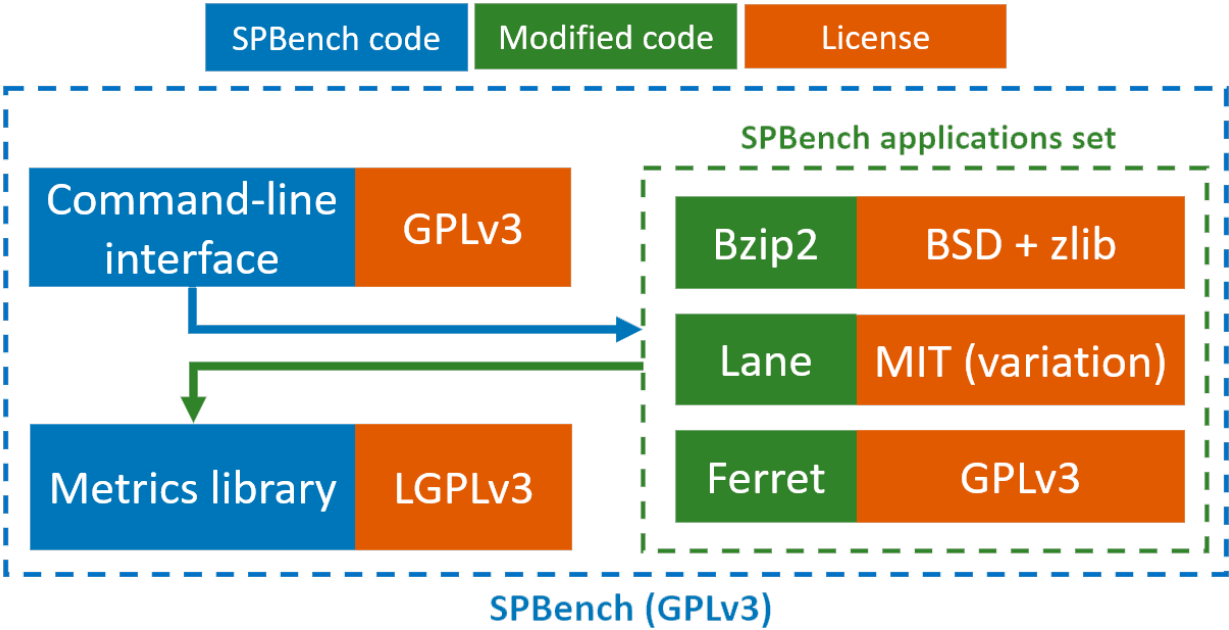 SPBench code
Modified code
License
SPBench applications set
Command-line
interface
GPLv3
Bzip2
BSD + zlib
Lane
MIT (variation)
Metrics library
LGPLv3
Ferret
GPLv3
SPBench (GPLv3)